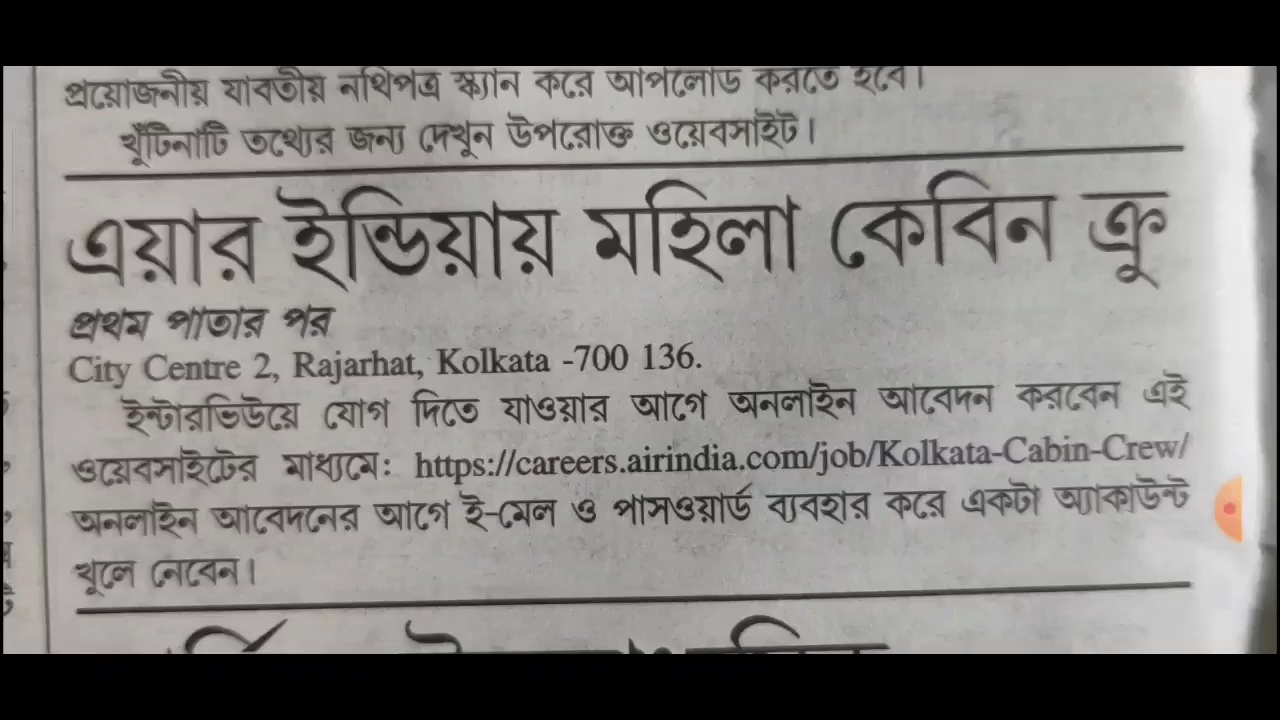 প্রয়োজনীয় যাবতীয় নথিপত্র স্ক্যান করে আপলোড করতে হবে।
খুঁটিনাটি তথ্যের জন্য দেখুন উপরোক্ত ওয়েবসাইট।
এয়ার ইন্ডিয়ায় মহিলা কেবিন ক্রু
প্রথম পাতার পর
City Centre 2, Rajarhat, Kolkata -700 136.
ইন্টারভিউয়ে যোগ দিতে যাওয়ার আগে অনলাইন আবেদন করবেন এই
ওয়েবসাইটের মাধ্যমে: https://careers.airindia.com/job/Kolkata-Cabin-Crew/
অনলাইন আবেদনের আগে ই-মেল ও পাসওয়ার্ড ব্যবহার করে একটা অ্যাকাউন্ট
খুলে নেবেন।